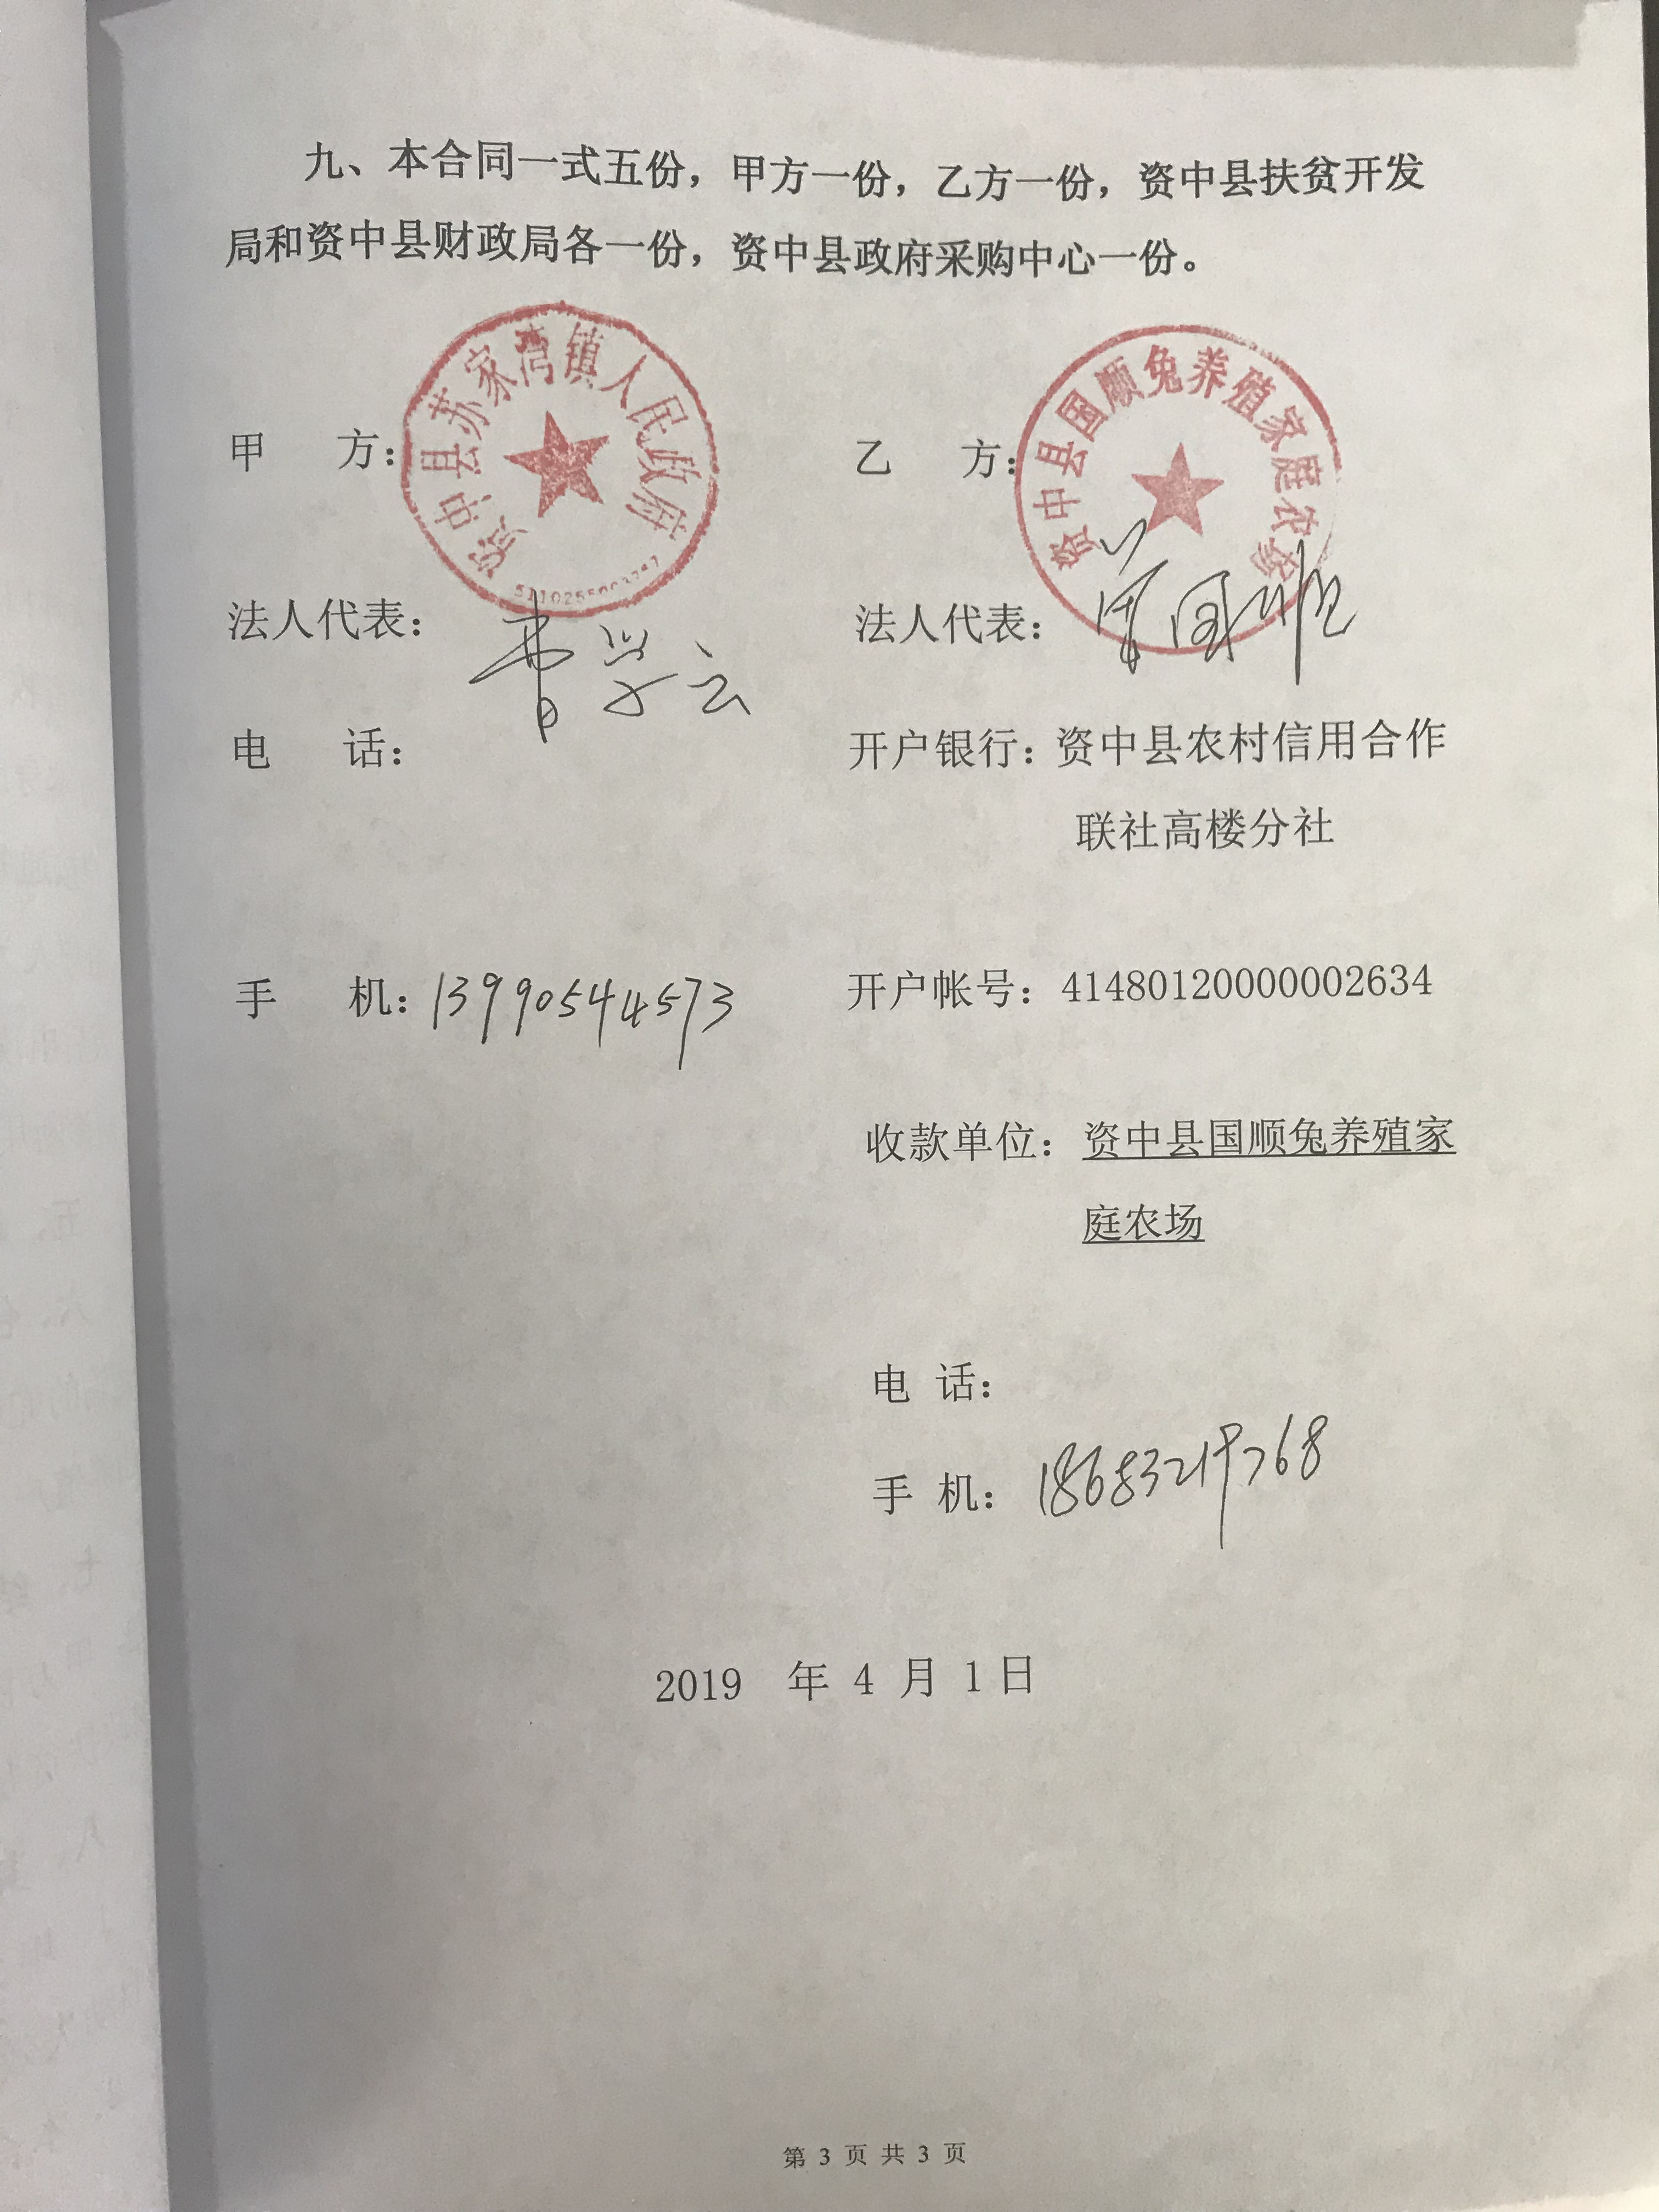 九、本合同一式五份，甲方一份，乙方一份，资中县扶贫开发
局和资中县财政局各一份，资中县政府采购中心一份。
资中县苏家湾镇人民政府
资中县国顺兔养殖家庭农场
甲 方：
乙 方：
法人代表：
法人代表：
电 话：
开户银行：资中县农村信用合作
联社高楼分社
手 机：13990544573
开户帐号：41480120000002634
收款单位：资中县国顺兔养殖家
庭农场
电 话：
手 机：18683219768
2019 年 4 月 1日
第 3 页 共 3 页